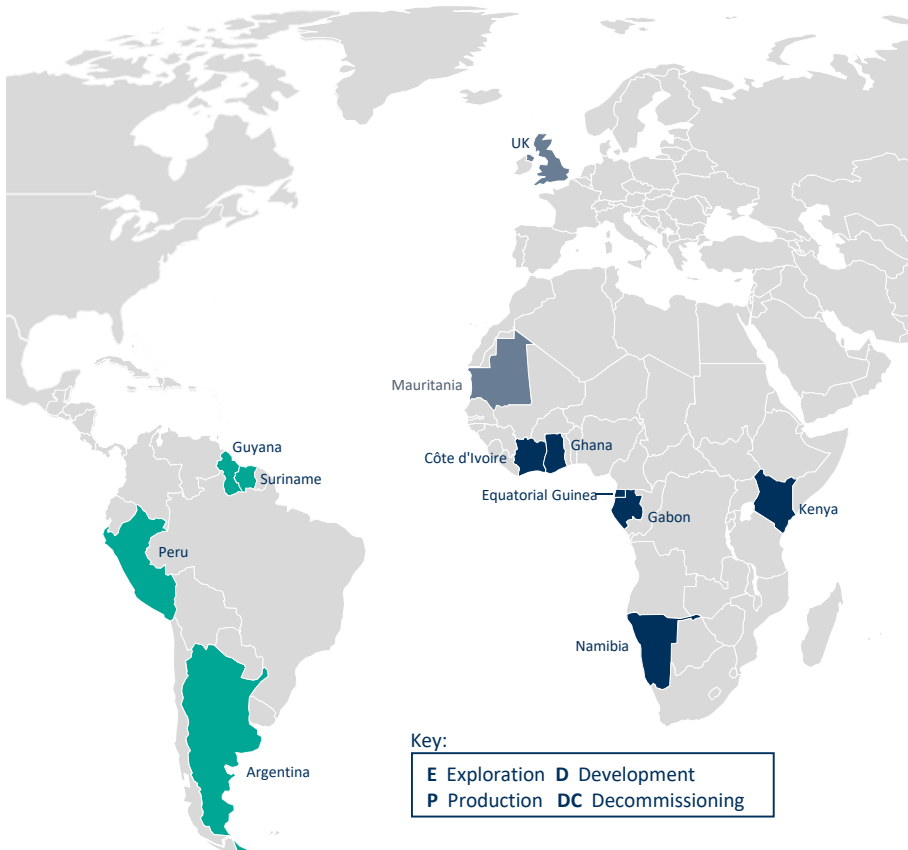 UK
Mauritania
Guyana
Suriname
Ghana
Côte d'Ivoire
Equatorial Guinea
Gabon
Kenya
Peru
Namibia
Argentina
Key:
E Exploration D Development
P Production DC Decommissioning